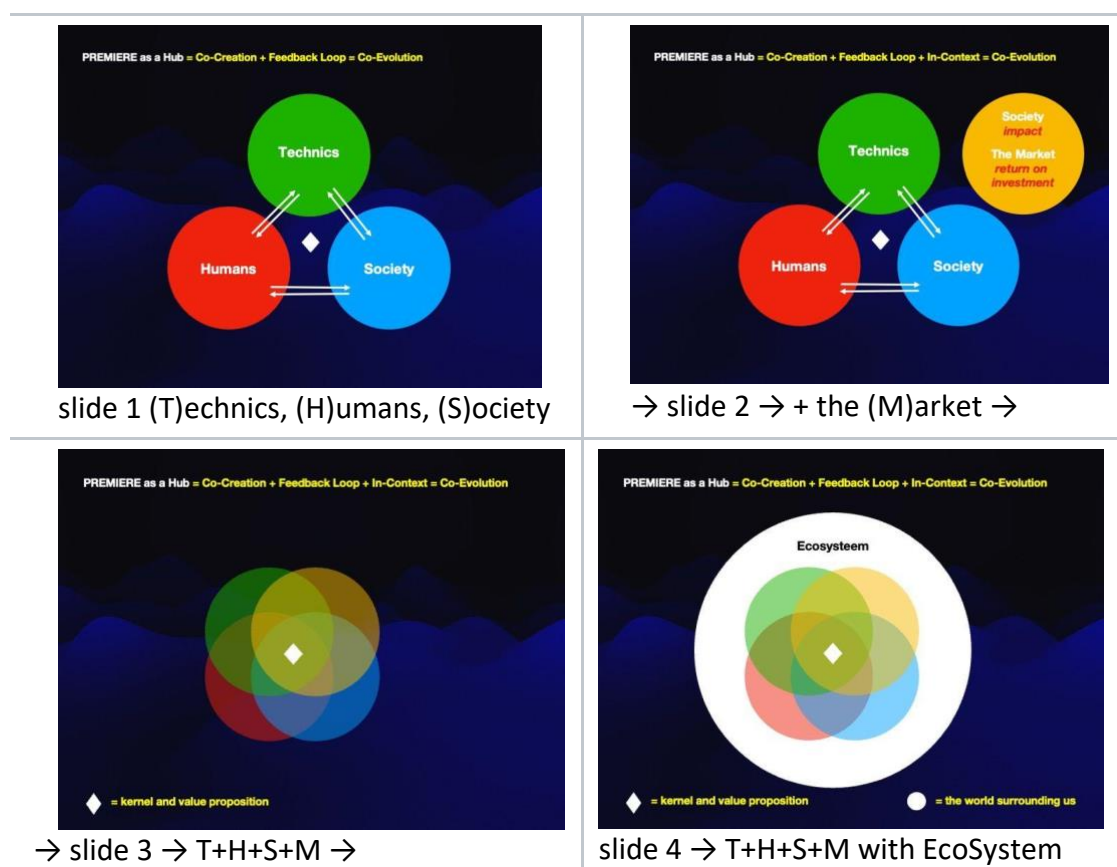 PREMIERE as a Hub = Co-Creation + Feedback Loop = Co-Evolution
Technics
Humans
Society
slide 1 (T)echnics, (H)umans, (S)ociety
PREMIERE as a Hub = Co-Creation + Feedback Loop + In-Context = Co-Evolution
Society
impact
The Market
return on
investment
Technics
Humans
Society
→ slide 2 → + the (M)arket →
PREMIERE as a Hub = Co-Creation + Feedback Loop + In-Context = Co-Evolution
= kernel and value proposition
→ slide 3 → T+H+S+M →
PREMIERE as a Hub = Co-Creation + Feedback Loop + In-Context = Co-Evolution
Ecosysteem
= kernel and value proposition
= the world surrounding us
slide 4 → T+H+S+M with EcoSystem